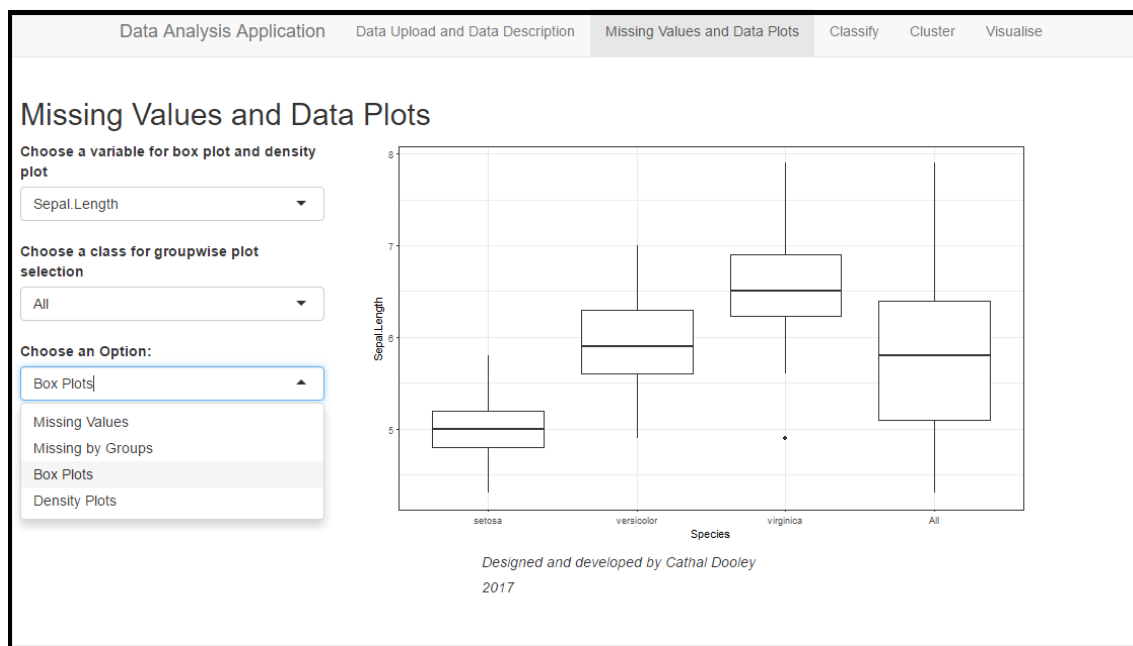 Data Analysis Application Data Upload and Data Description Missing Values and Data Plots Classify Cluster Visualise
Missing Values and Data Plots
Choose a variable for box plot and density
plot
Sepal.Length
Choose a class for groupwise plot
selection
All
Choose an Option:
Box Plots
Missing Values
Missing by Groups
Box Plots
Density Plots
8
7
6
5
Sepal.Length
setosa versicolor virginica All
Species
Designed and developed by Cathal Dooley
2017